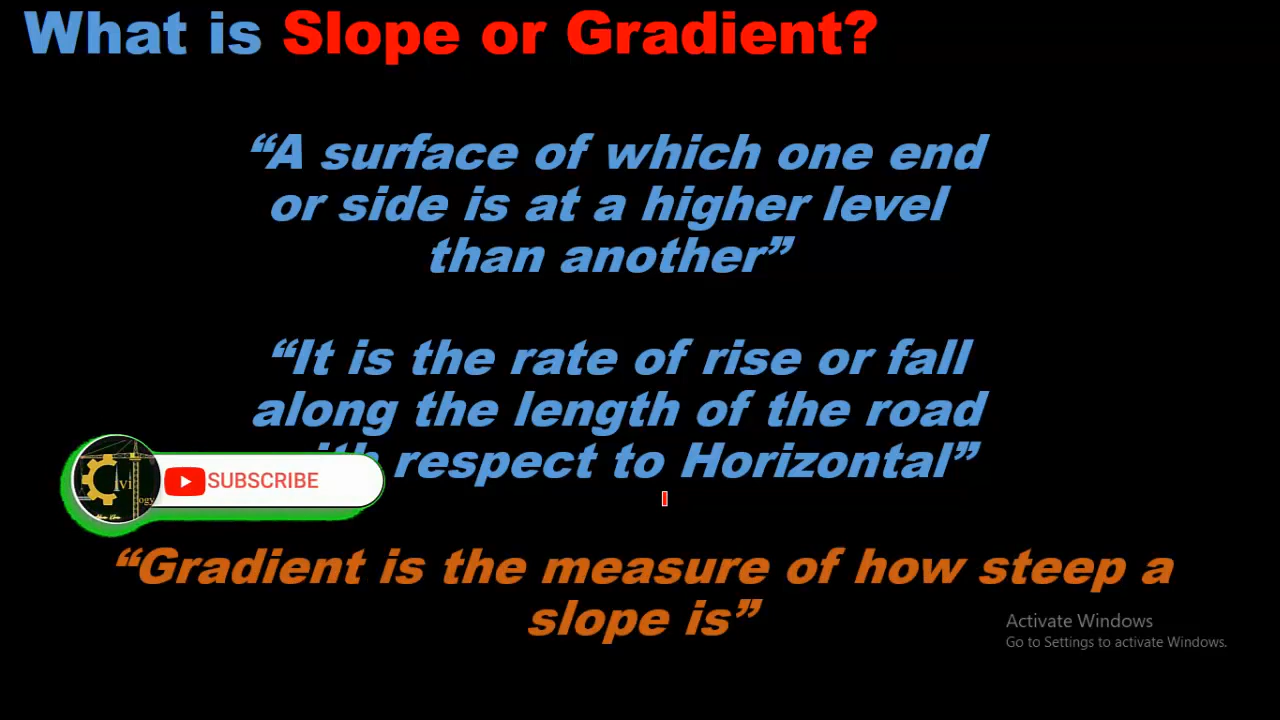 What is Slope or Gradient?
“A surface of which one end
or side is at a higher level
than another”
“It is the rate of rise or fall
along the length of the road
respect to Horizontal”
SUBSCRIBE
“Gradient is the measure of how steep a
slope is”
Activate Windows
Go to Settings to activate Windows.